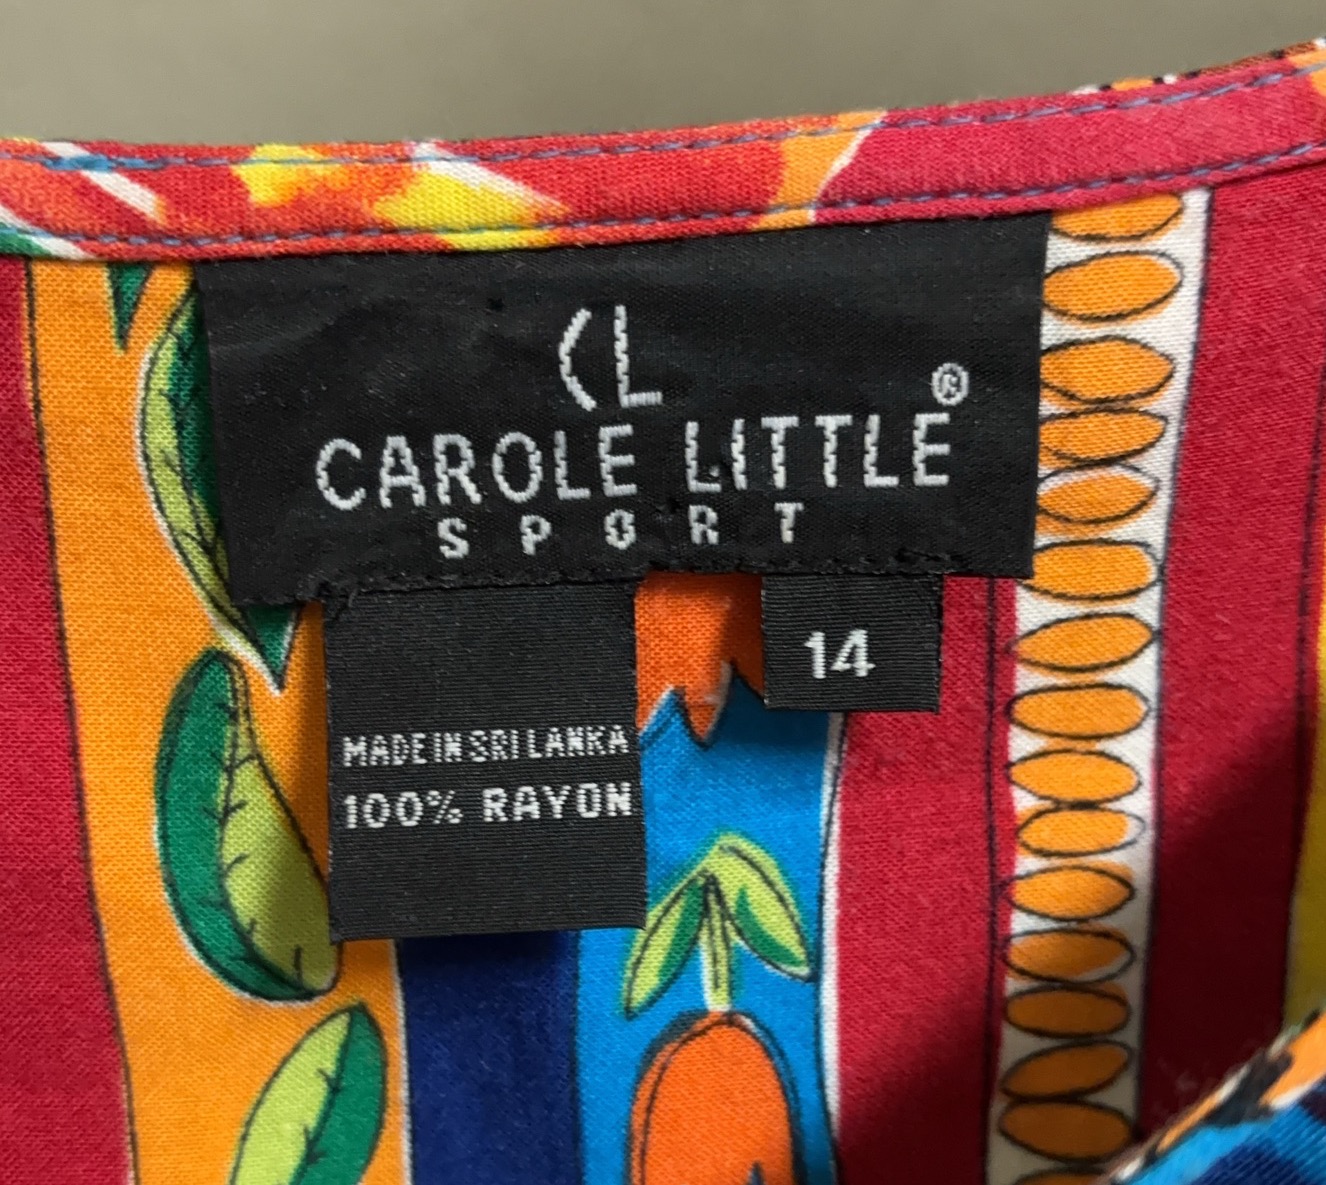 CL
CAROLE LITTLE®
SPORT
14
MADE IN SRI LANKA
100% RAYON